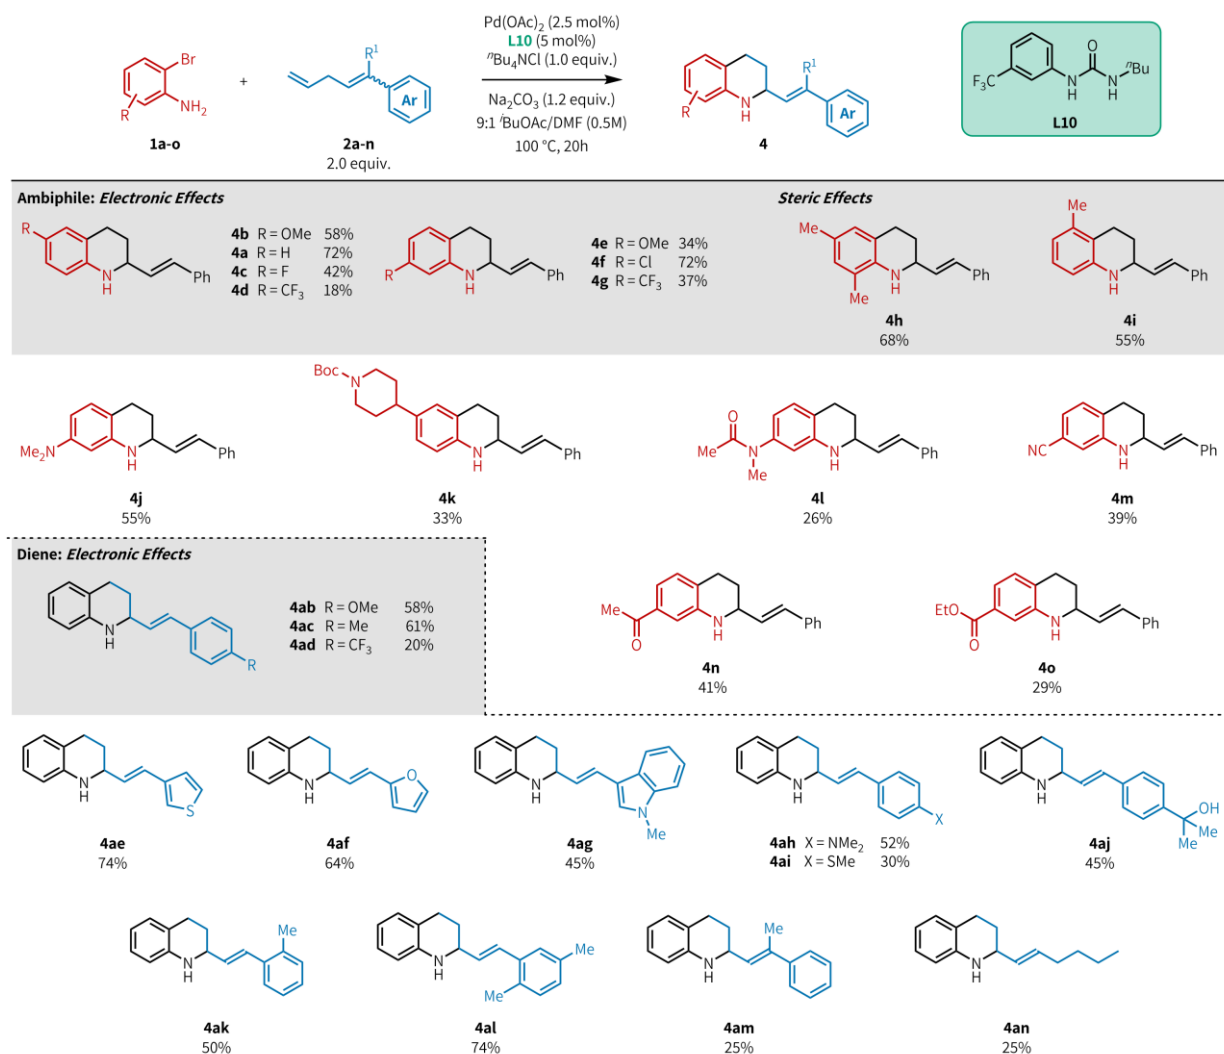 Pd(OAc)₂ (2.5 mol%)
L10 (5 mol%)
ⁿBu₄NCl (1.0 equiv.)
Na₂CO₃ (1.2 equiv.)
9:1 ⁱBuOAc/DMF (0.5M)
100 °C, 20h
Br
NH₂
R
1a-o
+
R¹
Ar
2a-n
2.0 equiv.
R
N
H
R¹
Ar
4
F₃C
N
H
O
N
H
ⁿBu
L10
Ambiphile: Electronic Effects
R
N
H
Ph
4b R = OMe 58%
4a R = H 72%
4c R = F 42%
4d R = CF₃ 18%
R
N
H
Ph
4e R = OMe 34%
4f R = Cl 72%
4g R = CF₃ 37%
Steric Effects
Me
Me
N
H
Ph
4h
68%
Me
N
H
Ph
4i
55%
Me₂N
N
H
Ph
4j
55%
Boc
N
N
H
Ph
4k
33%
O
Me
N
Me
N
H
Ph
4l
26%
NC
N
H
Ph
4m
39%
Diene: Electronic Effects
N
H
R
4ab R = OMe 58%
4ac R = Me 61%
4ad R = CF₃ 20%
Me
O
N
H
Ph
4n
41%
EtO
O
N
H
Ph
4o
29%
N
H
S
4ae
74%
N
H
O
4af
64%
N
H
N
Me
4ag
45%
N
H
X
4ah X = NMe₂ 52%
4ai X = SMe 30%
N
H
OH
Me
Me
4aj
45%
N
H
Me
4ak
50%
N
H
Me
Me
4al
74%
N
H
Me
4am
25%
N
H
4an
25%